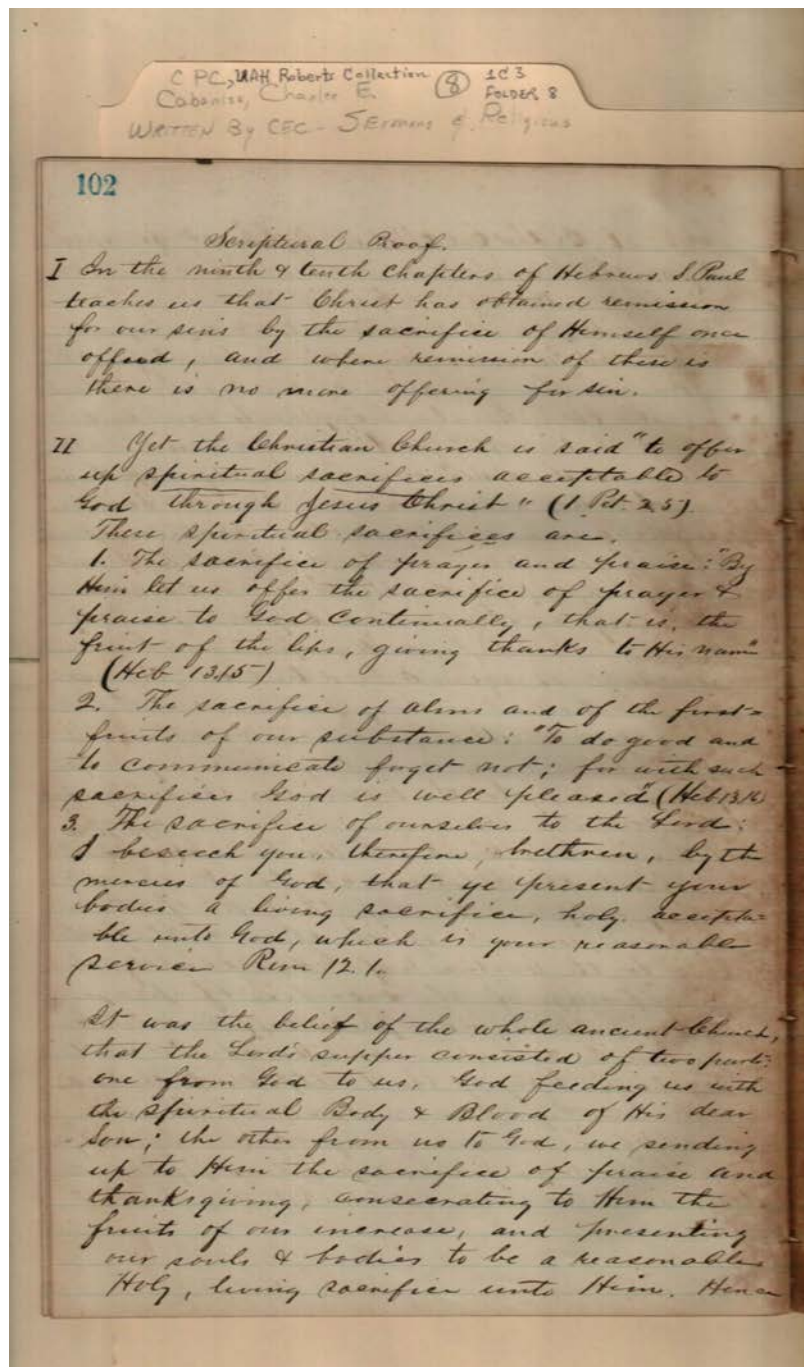 C PC, UAH Roberts Collection 8 1C3
Cabaniss, Charles E. FOLDER 8
WRITTEN By CEC - Sermons & Religious
102
Scriptural Proof.
I In the ninth & tenth chapters of Hebrews S. Paul
teaches us that Christ has obtained remission
for our sins by the sacrifice of Himself once
offered, and where remission of these is
there is no more offering for sin.
II Yet the Christian Church is said "to offer
up spiritual sacrifices acceptable to
God through Jesus Christ" (1 Pet. 2.5)
These spiritual sacrifices are.
1. The sacrifice of prayer and praise: "By
Him let us offer the sacrifice of prayer &
praise to God continually, that is, the
fruit of the lips, giving thanks to His name"
(Heb 13.15)
2. The sacrifice of alms and of the first=
fruits of our substance: "To do good and
to communicate forget not; for with such
sacrifices God is well pleased" (Heb 13.16)
3. The sacrifice of ourselves to the Lord:
I beseech you, therefore, brethren, by the
mercies of God, that ye present your
bodies a living sacrifice, holy, accepta=
ble unto God, which is your reasonable
service Rom 12.1.
It was the belief of the whole ancient Church,
that the Lord's supper consisted of two parts:
one from God to us, God feeding us with
the spiritual Body & Blood of His dear
Son; the other from us to God, we sending
up to Him the sacrifice of praise and
thanksgiving, consecrating to Him the
fruits of our increase, and presenting
our souls & bodies to be a reasonable
Holy, living sacrifice unto Him. Hence